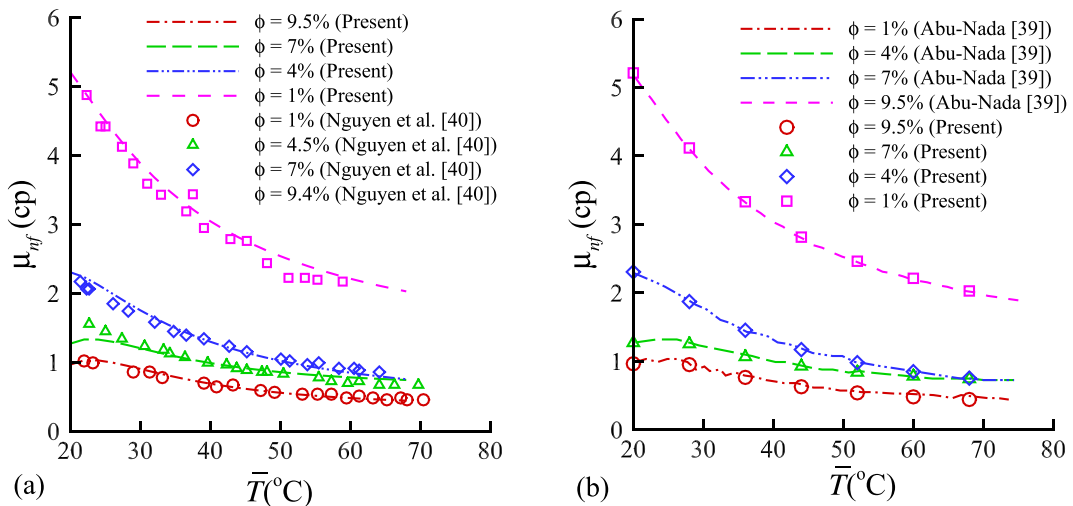 6
5
4
3
2
1
0
μnf (cp)
20 30 40 50 60 70 80
T̅(°C)
(a)
ϕ = 9.5% (Present)
ϕ = 7% (Present)
ϕ = 4% (Present)
ϕ = 1% (Present)
ϕ = 1% (Nguyen et al. [40])
ϕ = 4.5% (Nguyen et al. [40])
ϕ = 7% (Nguyen et al. [40])
ϕ = 9.4% (Nguyen et al. [40])
6
5
4
3
2
1
0
μnf (cp)
20 30 40 50 60 70 80
T̅(°C)
(b)
ϕ = 1% (Abu-Nada [39])
ϕ = 4% (Abu-Nada [39])
ϕ = 7% (Abu-Nada [39])
ϕ = 9.5% (Abu-Nada [39])
ϕ = 9.5% (Present)
ϕ = 7% (Present)
ϕ = 4% (Present)
ϕ = 1% (Present)